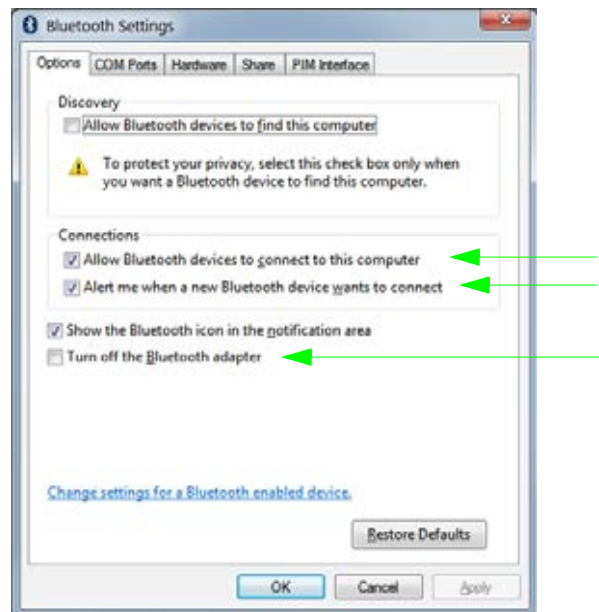 Bluetooth Settings
Options COM Ports Hardware Share PIM Interface
Discovery
Allow Bluetooth devices to find this computer
To protect your privacy, select this check box only when
you want a Bluetooth device to find this computer.
Connections
Allow Bluetooth devices to connect to this computer
Alert me when a new Bluetooth device wants to connect
Show the Bluetooth icon in the notification area
Turn off the Bluetooth adapter
Change settings for a Bluetooth enabled device.
Restore Defaults
OK Cancel Apply